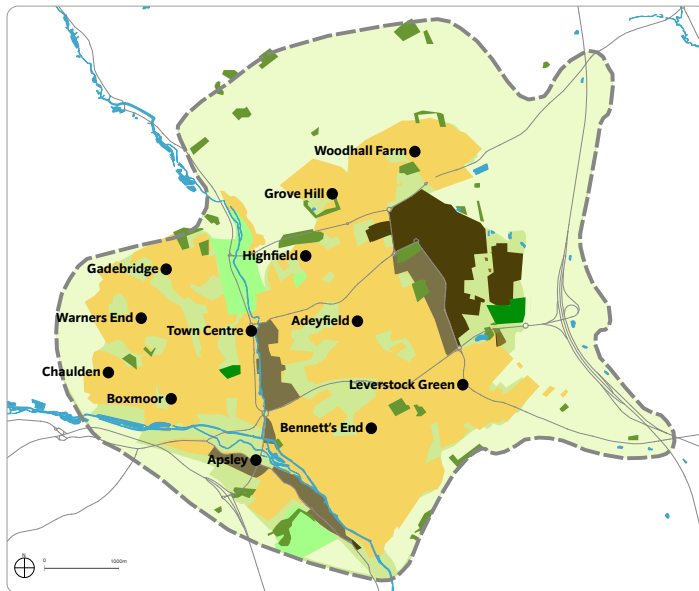 Woodhall Farm
Grove Hill
Highfield
Gadebridge
Warners End
Town Centre
Adeyfield
Chaulden
Leverstock Green
Boxmoor
Bennett's End
Apsley
N
0 1000m